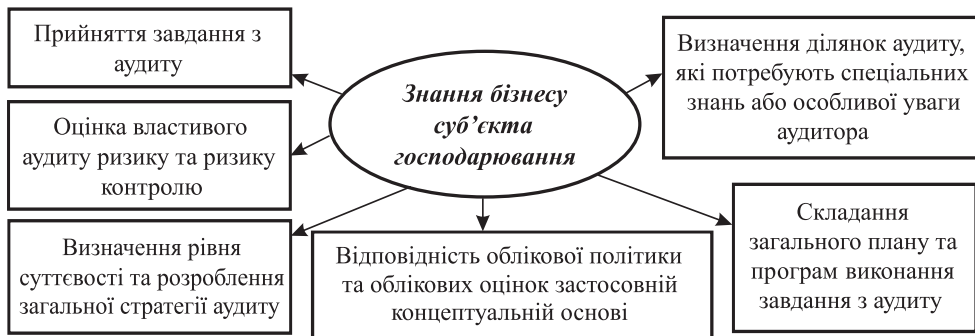 Прийняття завдання з
аудиту
Оцінка властивого
аудиту ризику та ризику
контролю
Визначення рівня
суттєвості та розроблення
загальної стратегії аудиту
Знання бізнесу
суб’єкта
господарювання
Відповідність облікової політики
та облікових оцінок застосовній
концептуальній основі
Визначення ділянок аудиту,
які потребують спеціальних
знань або особливої уваги
аудитора
Складання
загального плану та
програм виконання
завдання з аудиту